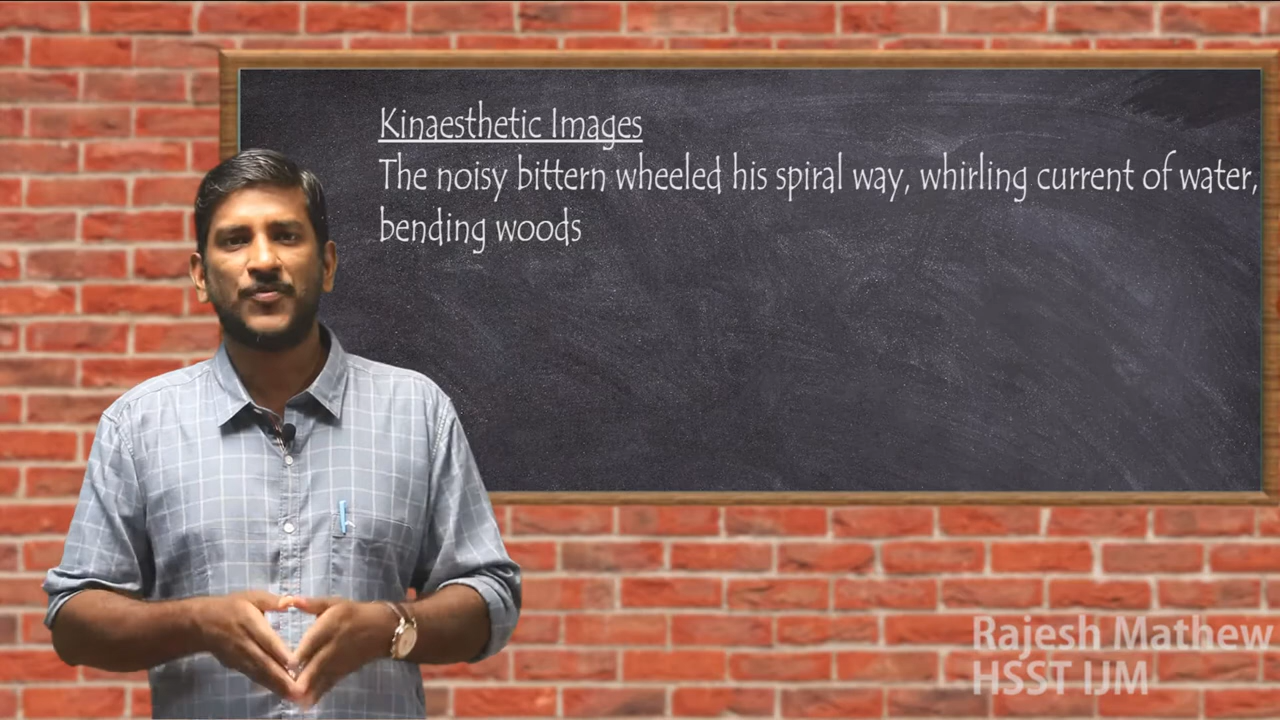 Kinaesthetic Images
The noisy bittern wheeled his spiral way, whirling current of water,
bending woods
Rajesh Mathew
HSST IJM